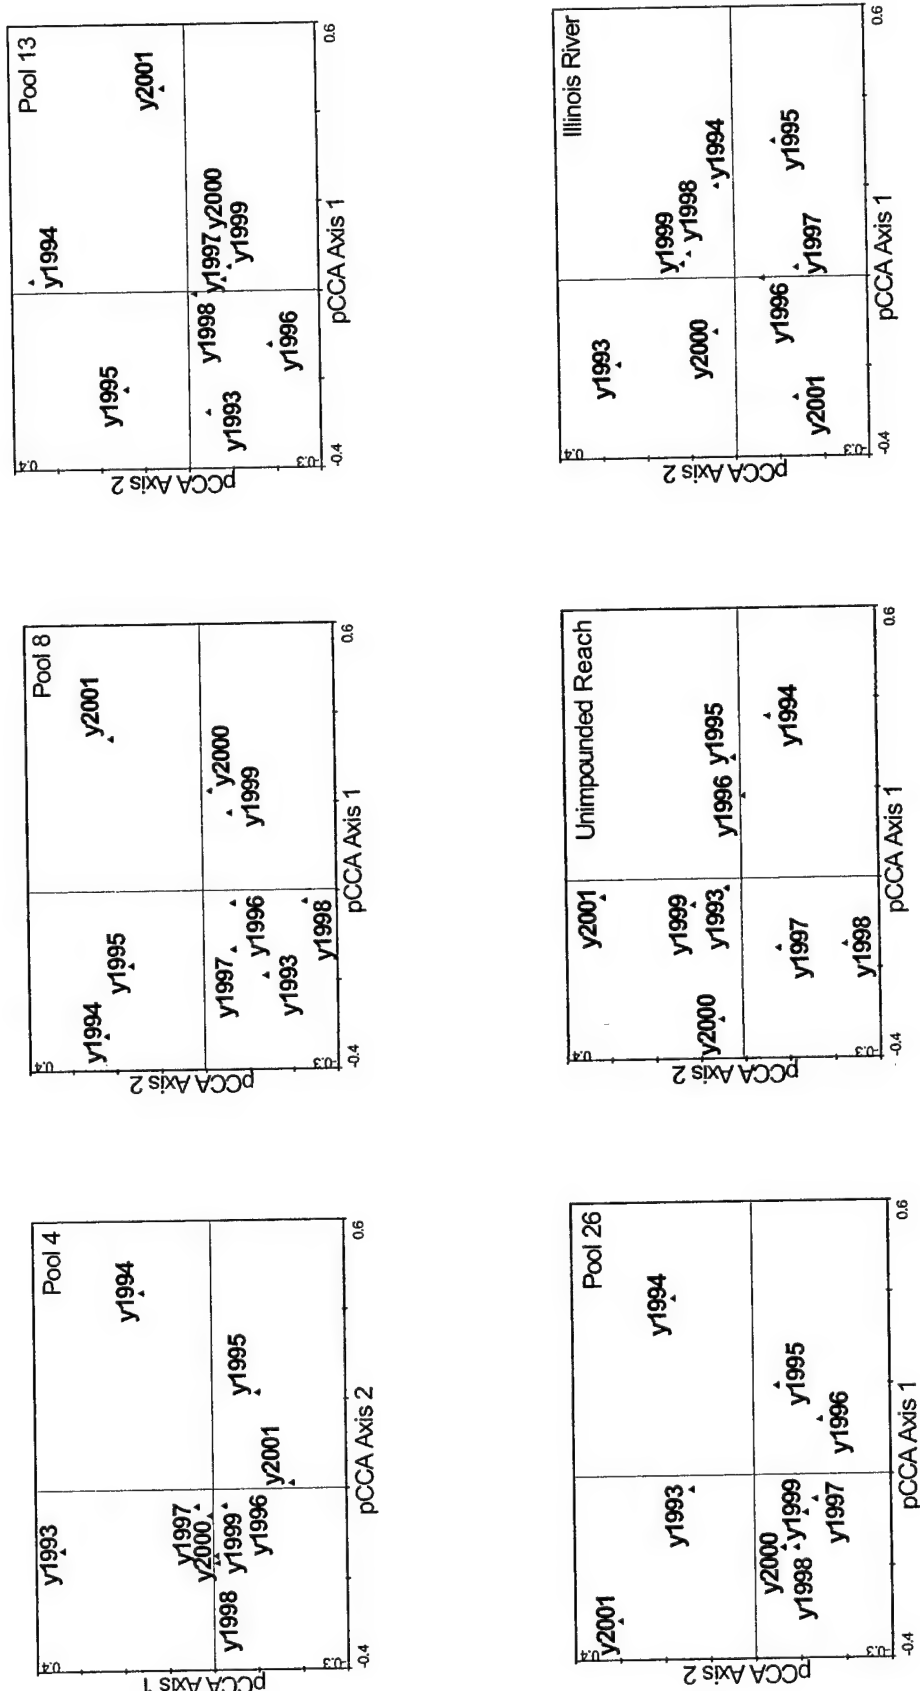 Pool 4
0.4
y1993
y1994
y1997
y2000
y1999
y1996
y1998
y1995
y2001
-0.3
-0.4
0.6
pCCA Axis 1
pCCA Axis 2
Pool 8
0.4
y2001
y1994
y1995
y2000
y1999
y1997
y1996
y1993
y1998
-0.3
-0.4
0.6
pCCA Axis 2
pCCA Axis 1
Pool 13
0.4
y1994
y2001
y1995
y1998
y1997
y2000
y1999
y1993
y1996
-0.3
-0.4
0.6
pCCA Axis 2
pCCA Axis 1
Pool 26
0.4
y2001
y1994
y1993
y2000
y1999
y1998
y1997
y1995
y1996
-0.3
-0.4
0.6
pCCA Axis 2
pCCA Axis 1
Unimpounded Reach
0.4
y2001
y1999
y1993
y2000
y1996
y1995
y1994
y1997
y1998
-0.3
-0.4
0.6
pCCA Axis 2
pCCA Axis 1
Illinois River
0.4
y1993
y1999
y1998
y1994
y2000
y1996
y1997
y1995
y2001
-0.3
-0.4
0.6
pCCA Axis 2
pCCA Axis 1